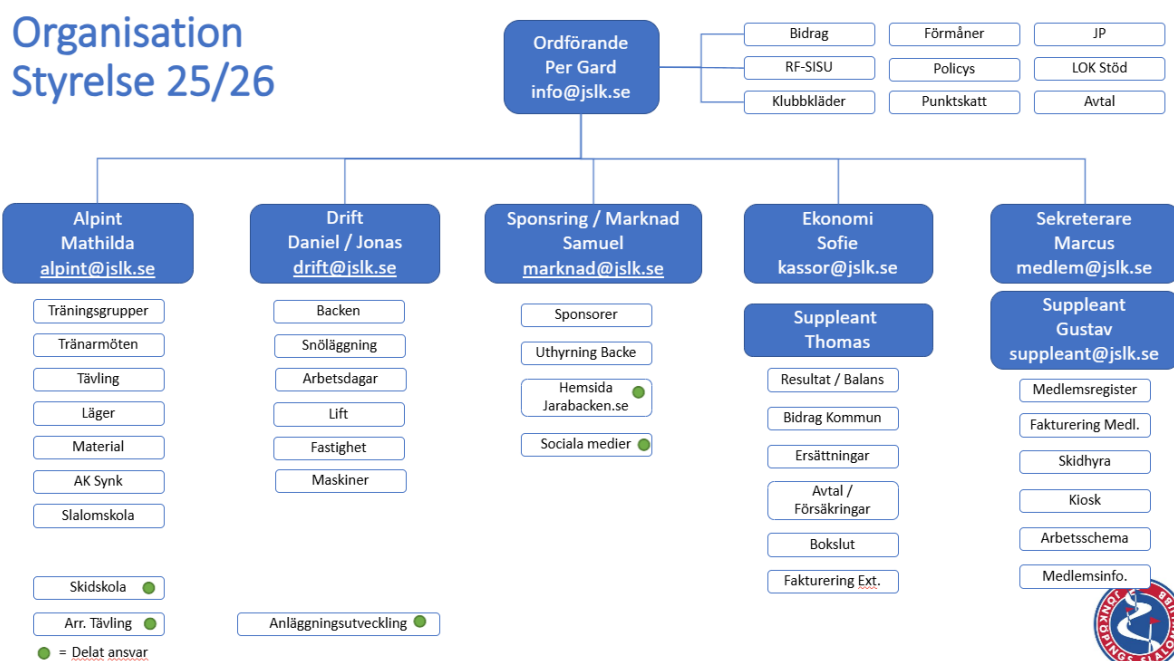 Organisation
Styrelse 25/26
Ordförande
Per Gard
info@jslk.se
Bidrag
Förmåner
JP
RF-SISU
Policys
LOK Stöd
Klubbkläder
Punktskatt
Avtal
Alpint
Mathilda
alpint@jslk.se
Träningsgrupper
Tränarmöten
Tävling
Läger
Material
AK Synk
Slalomskola
Skidskola
Arr. Tävling
= Delat ansvar
Drift
Daniel / Jonas
drift@jslk.se
Backen
Snöläggning
Arbetsdagar
Lift
Fastighet
Maskiner
Anläggningsutveckling
Sponsring / Marknad
Samuel
marknad@jslk.se
Sponsorer
Uthyrning Backe
Hemsida
Jarabacken.se
Sociala medier
Ekonomi
Sofie
kassor@jslk.se
Suppleant
Thomas
Resultat / Balans
Bidrag Kommun
Ersättningar
Avtal /
Försäkringar
Bokslut
Fakturering Ext.
Sekreterare
Marcus
medlem@jslk.se
Suppleant
Gustav
suppleant@jslk.se
Medlemsregister
Fakturering Medl.
Skidhyra
Kiosk
Arbetsschema
Medlemsinfo.